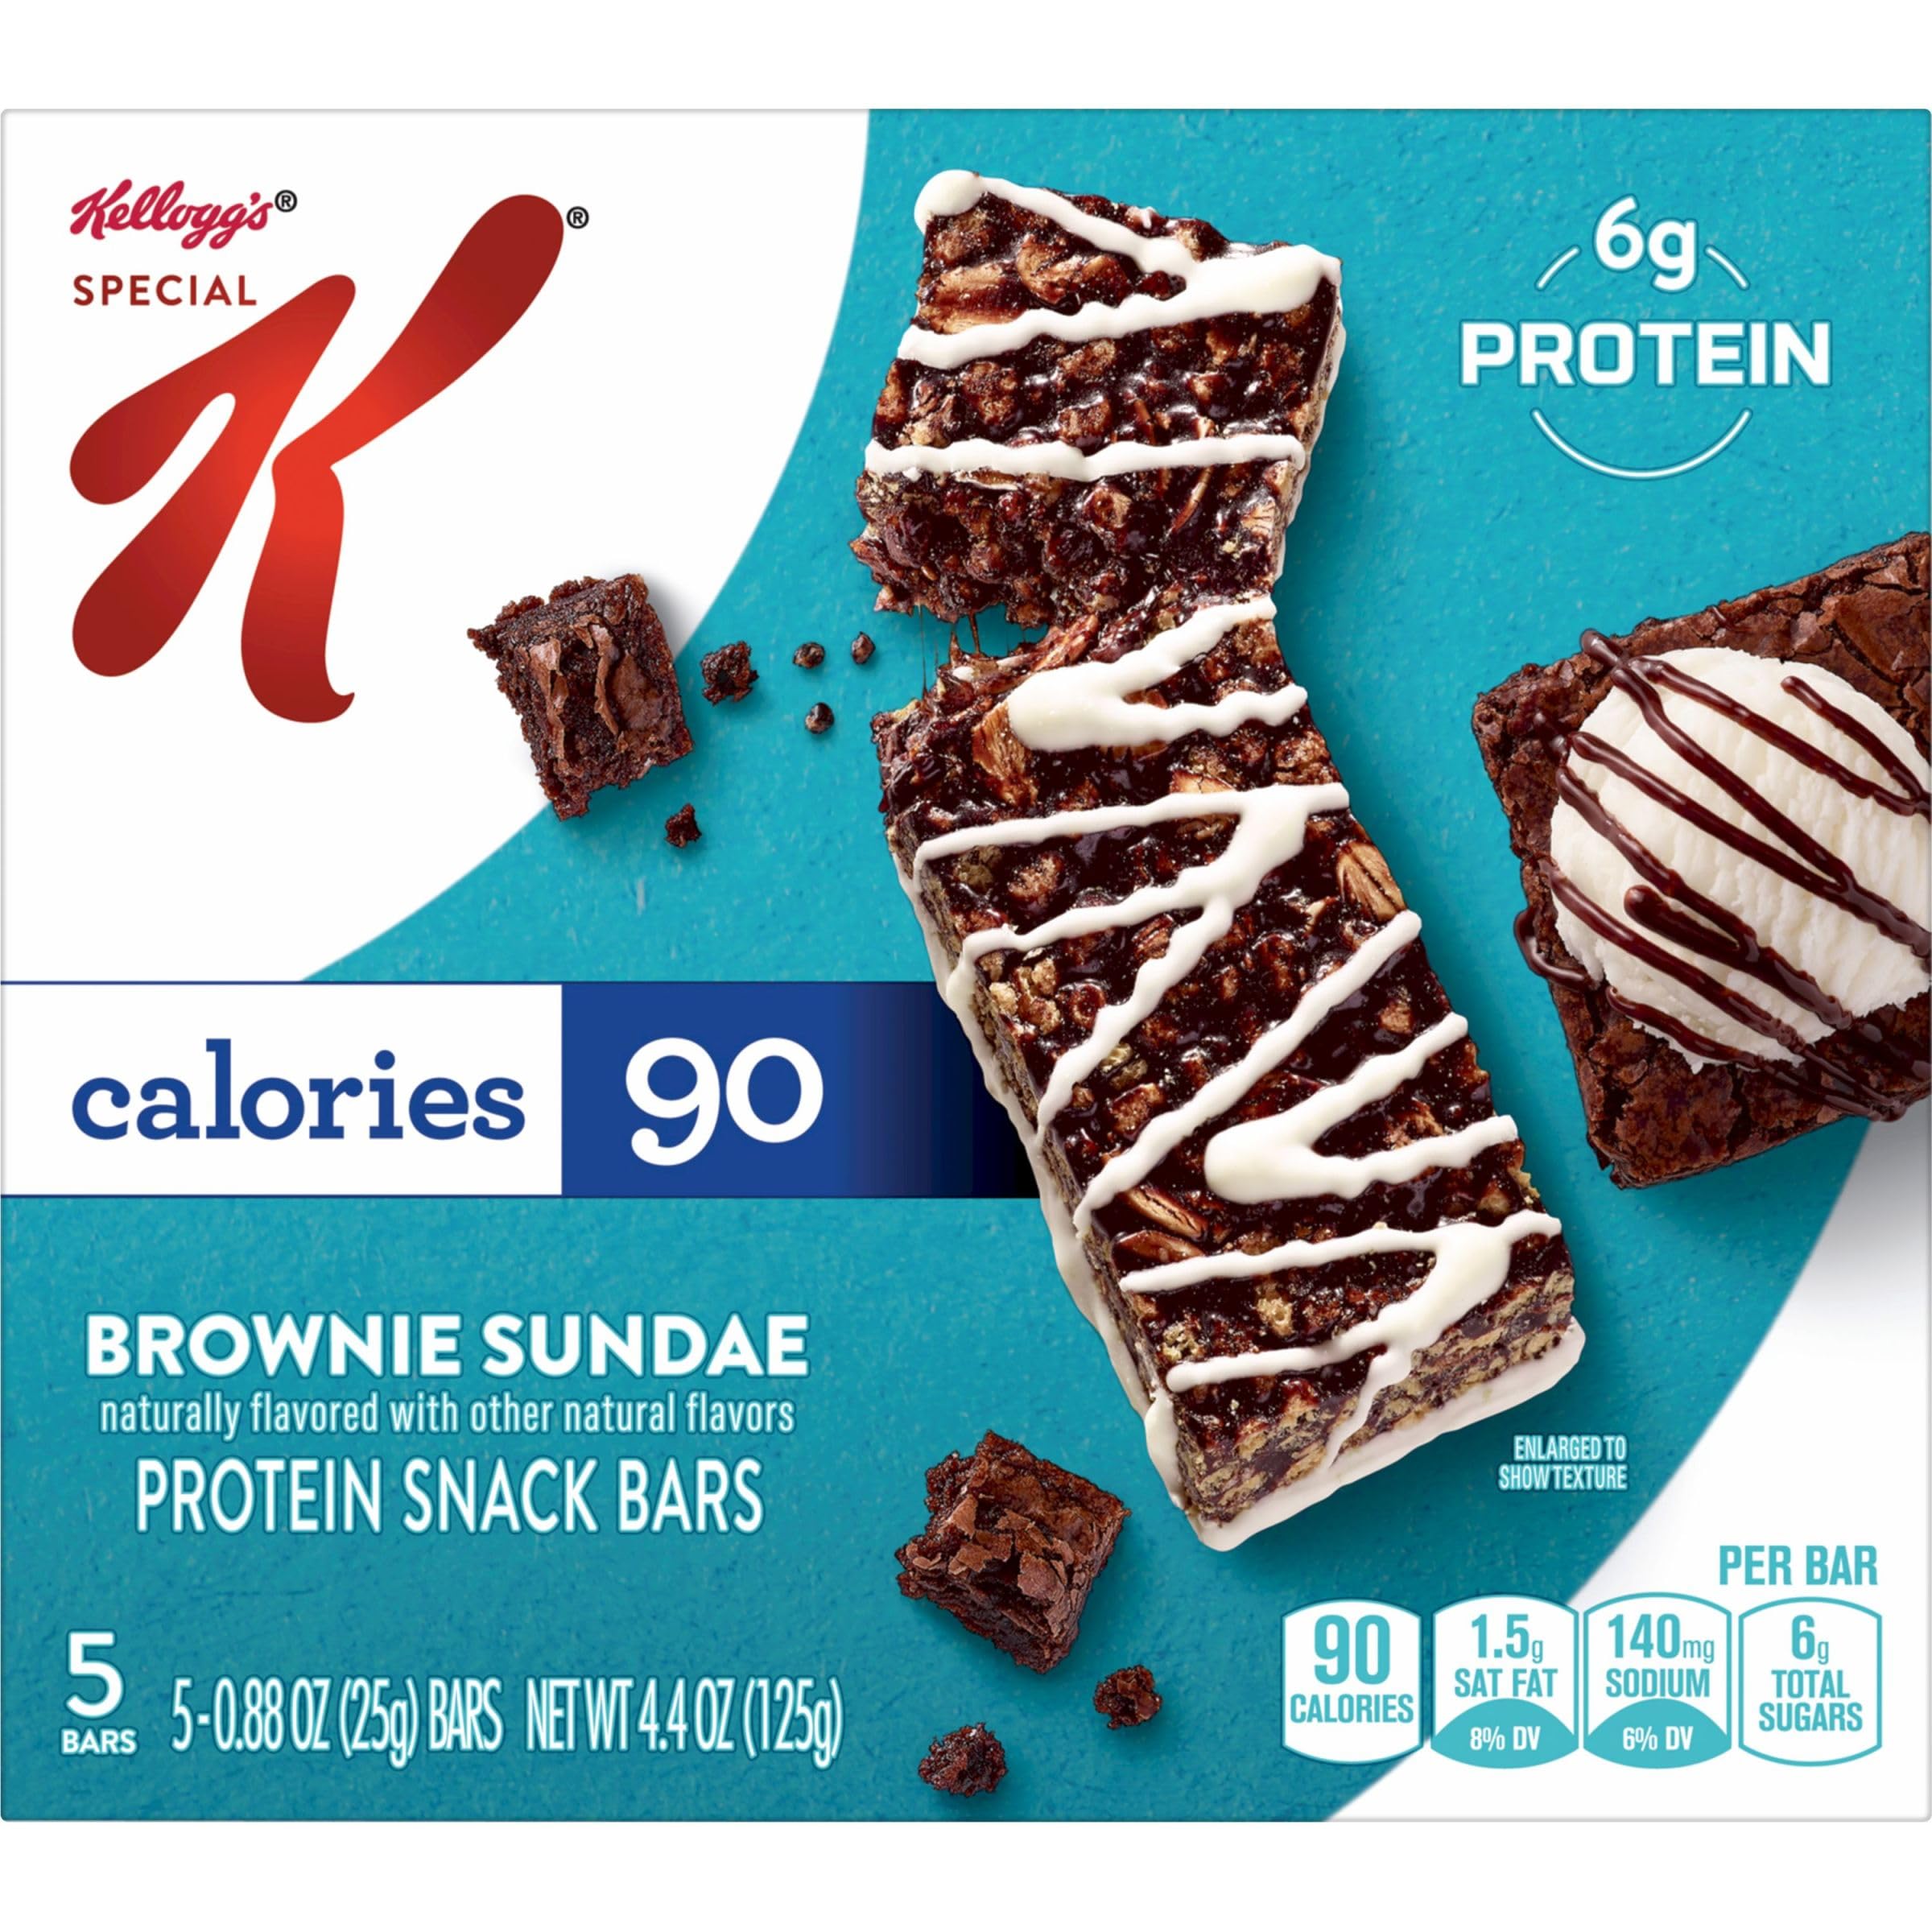 Kellogg's®
SPECIAL
K®
6g
PROTEIN
calories 90
BROWNIE SUNDAE
naturally flavored with other natural flavors
PROTEIN SNACK BARS
ENLARGED TO
SHOW TEXTURE
5
BARS
5-0.88 OZ (25g) BARS NET WT 4.4 OZ (125g)
PER BAR
90
CALORIES
1.5g
SAT FAT
8% DV
140mg
SODIUM
6% DV
6g
TOTAL
SUGARS